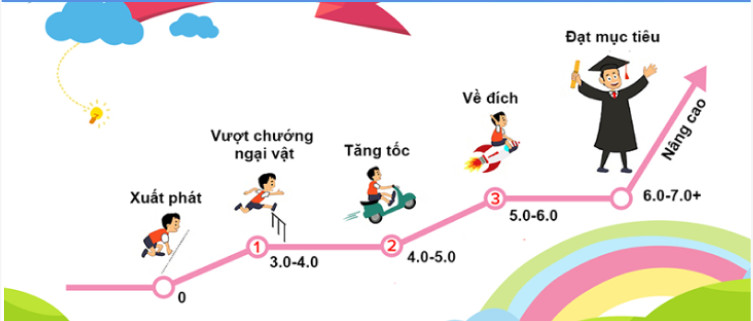 Đạt mục tiêu
Về đích
Vượt chướng
ngại vật
Tăng tốc
Xuất phát
Nâng cao
1
2
3
0
3.0-4.0
4.0-5.0
5.0-6.0
6.0-7.0+